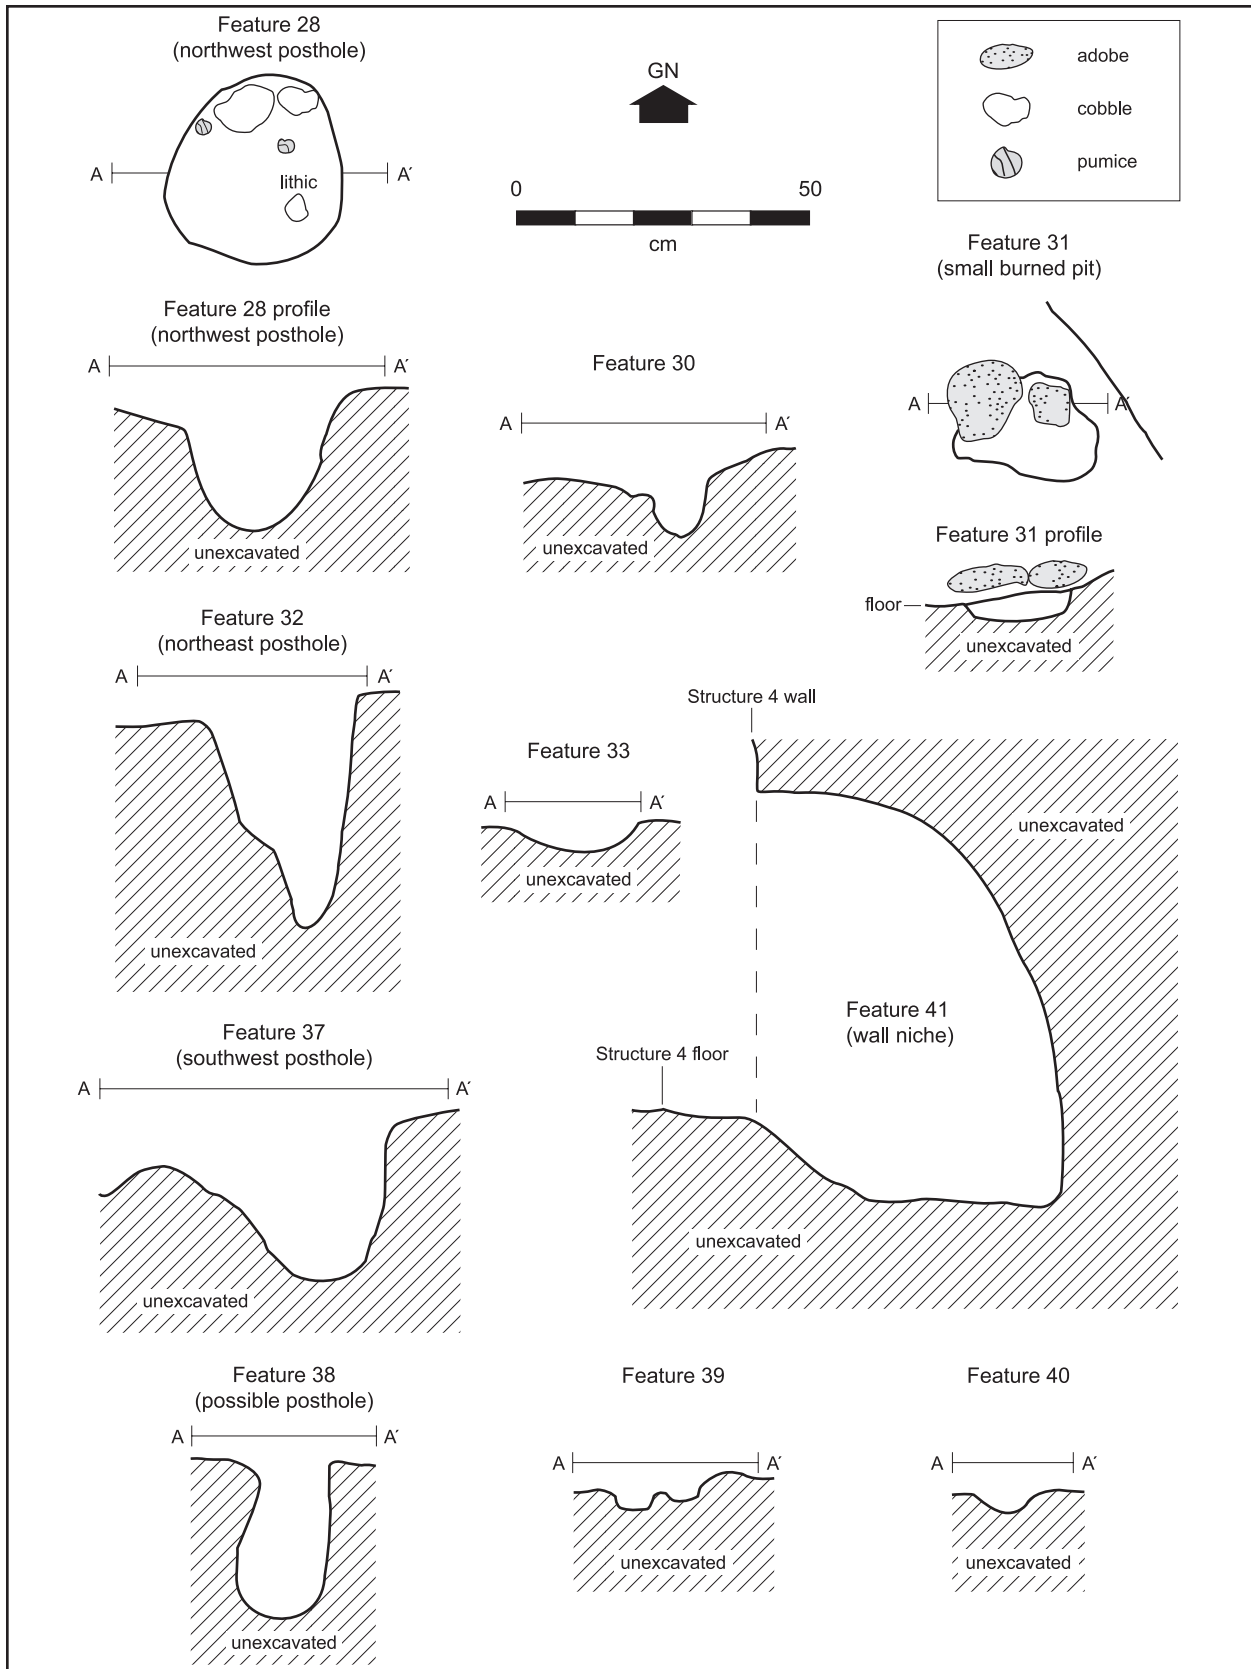 Feature 28
(northwest posthole)
A A′
lithic
GN
0 50
cm
adobe
cobble
pumice
Feature 31
(small burned pit)
A A′
Feature 28 profile
(northwest posthole)
A A′
unexcavated
Feature 30
A A′
unexcavated
Feature 31 profile
floor
unexcavated
Feature 32
(northeast posthole)
A A′
unexcavated
Feature 33
A A′
unexcavated
Structure 4 wall
unexcavated
Feature 41
(wall niche)
Structure 4 floor
unexcavated
Feature 37
(southwest posthole)
A A′
unexcavated
Feature 38
(possible posthole)
A A′
unexcavated
Feature 39
A A′
unexcavated
Feature 40
A A′
unexcavated